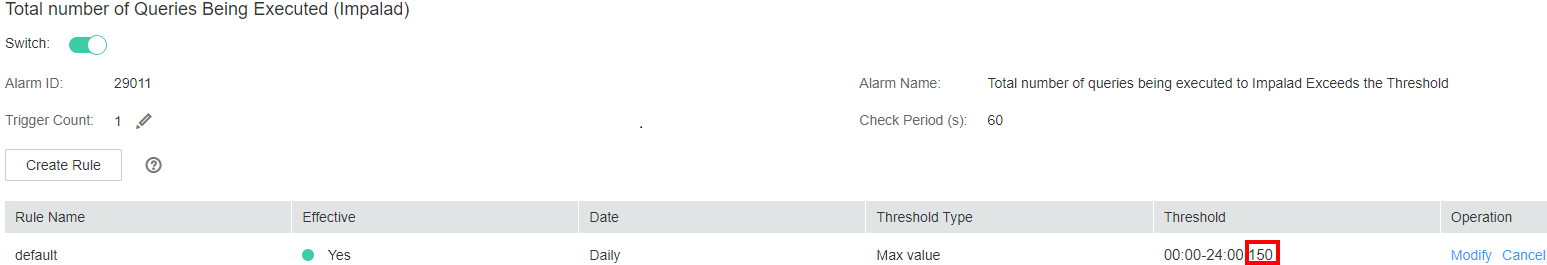 Total number of Queries Being Executed (Impalad)
Switch:
Alarm ID: 29011 Alarm Name: Total number of queries being executed to Impalad Exceeds the Threshold
Trigger Count: 1 . Check Period (s): 60
Create Rule ?
Rule Name Effective Date Threshold Type Threshold Operation
default Yes Daily Max value 00:00-24:00 150 Modify Cancel